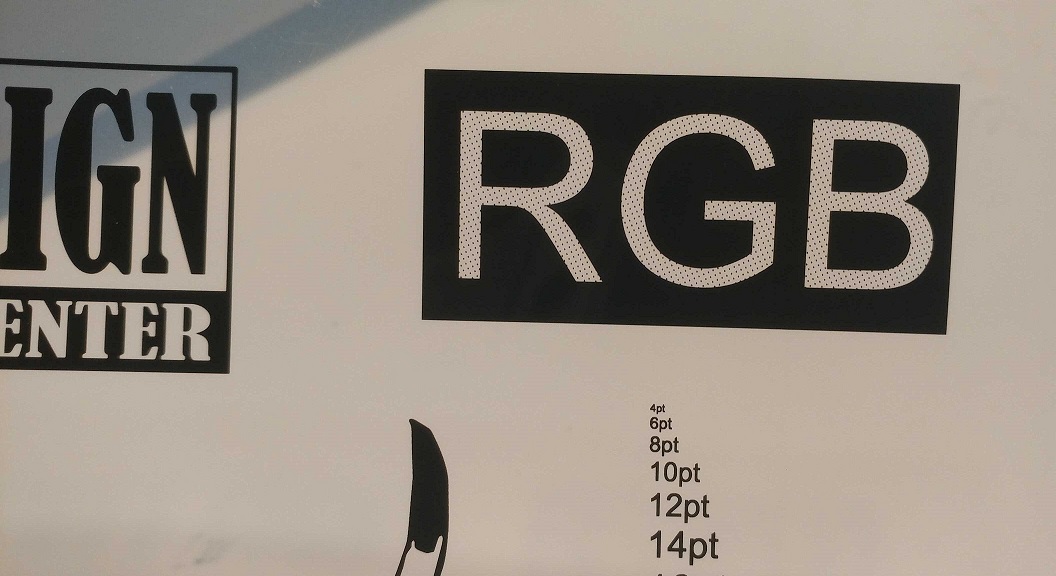 IGN
ENTER
RGB
4pt
6pt
8pt
10pt
12pt
14pt